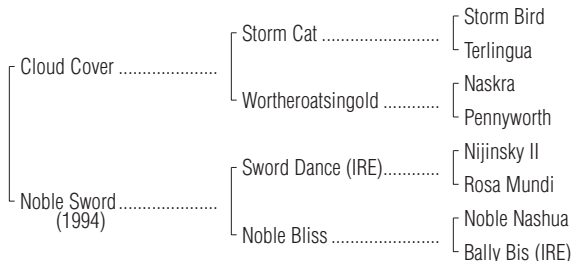 Storm Bird
Storm Cat ........................
Terlingua
Cloud Cover ....................
Naskra
Wortheroatsingold ............
Pennyworth
Nijinsky II
Sword Dance (IRE)............
Rosa Mundi
Noble Sword ....................
(1994)
Noble Nashua
Noble Bliss ......................
Bally Bis (IRE)